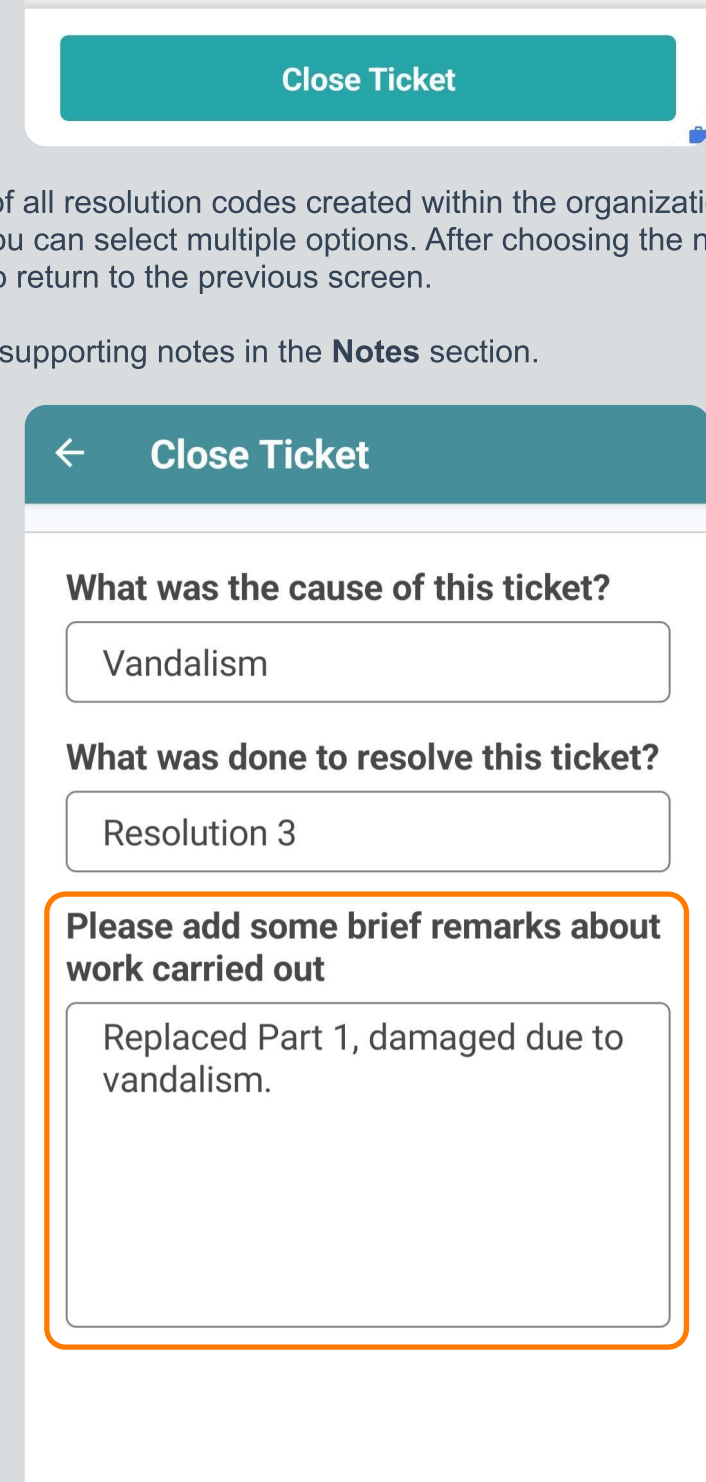 Close Ticket
of all resolution codes created within the
ou can select multiple options. After choosing the
return to the previous screen.
supporting notes in the Notes section.
Close Ticket
What was the cause of this ticket?
Vandalism
What was done to resolve this ticket?
Resolution 3
Please add some brief remarks about
work carried out
Replaced Part 1, damaged due to
vandalism.